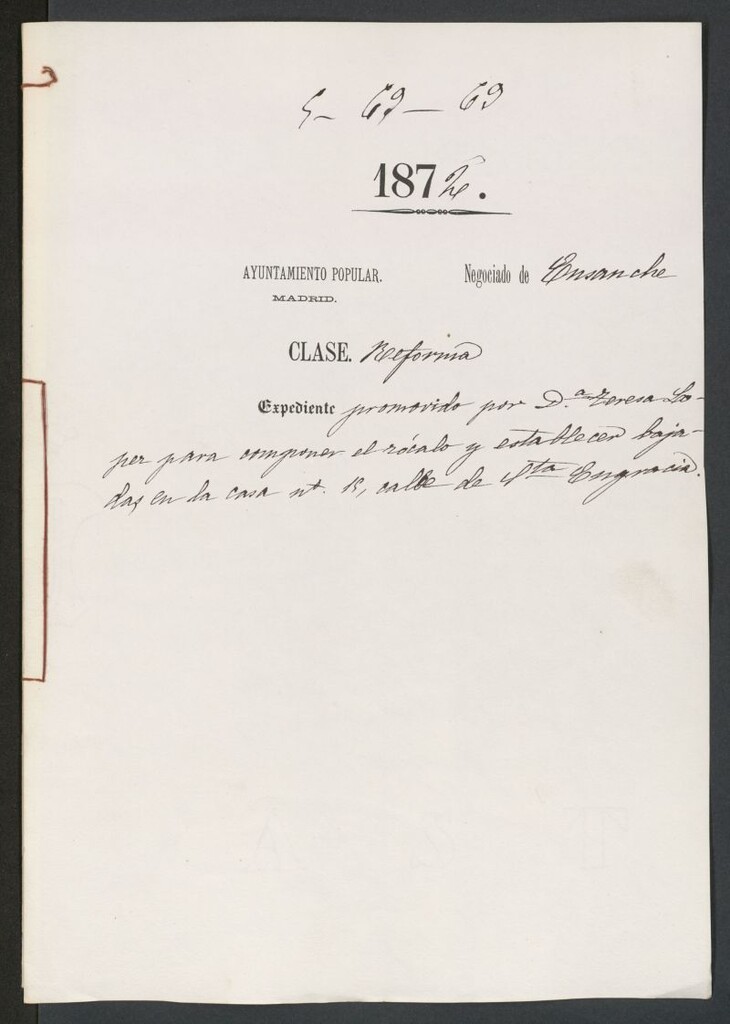 5- 69 - 69
1872.
AYUNTAMIENTO POPULAR. Negociado de Ensanche
MADRID.
CLASE. Reforma
Expediente promovido por D.ª Teresa Lo-
pez para componer el zócalo y establecer baja-
das en la casa nº. 13, calle de Sta Engracia.